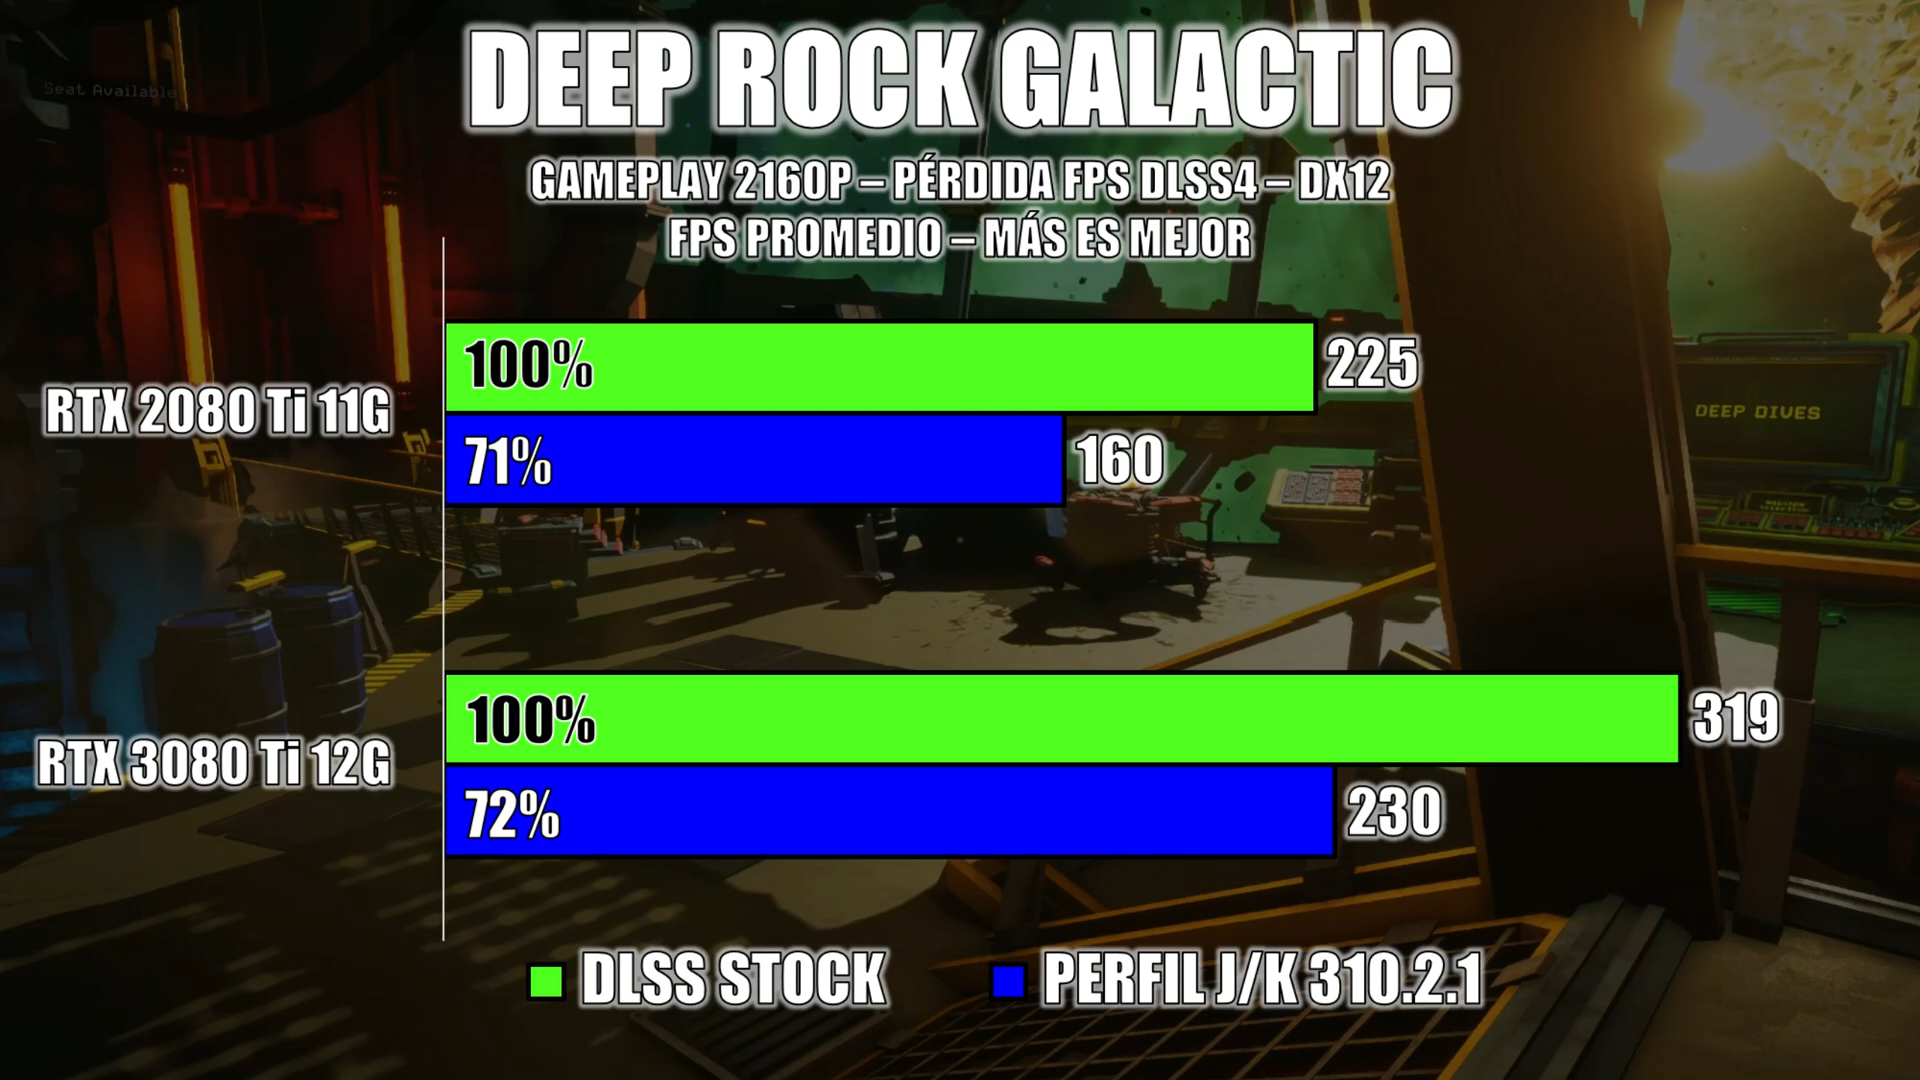 DEEP ROCK GALACTIC
GAMEPLAY 2160P – PÉRDIDA FPS DLSS4 – DX12
FPS PROMEDIO – MÁS ES MEJOR
Seat Available
RTX 2080 Ti 11G
100%
225
71%
160
DEEP DIVES
RTX 3080 Ti 12G
100%
319
72%
230
DLSS STOCK
PERFIL J/K 310.2.1